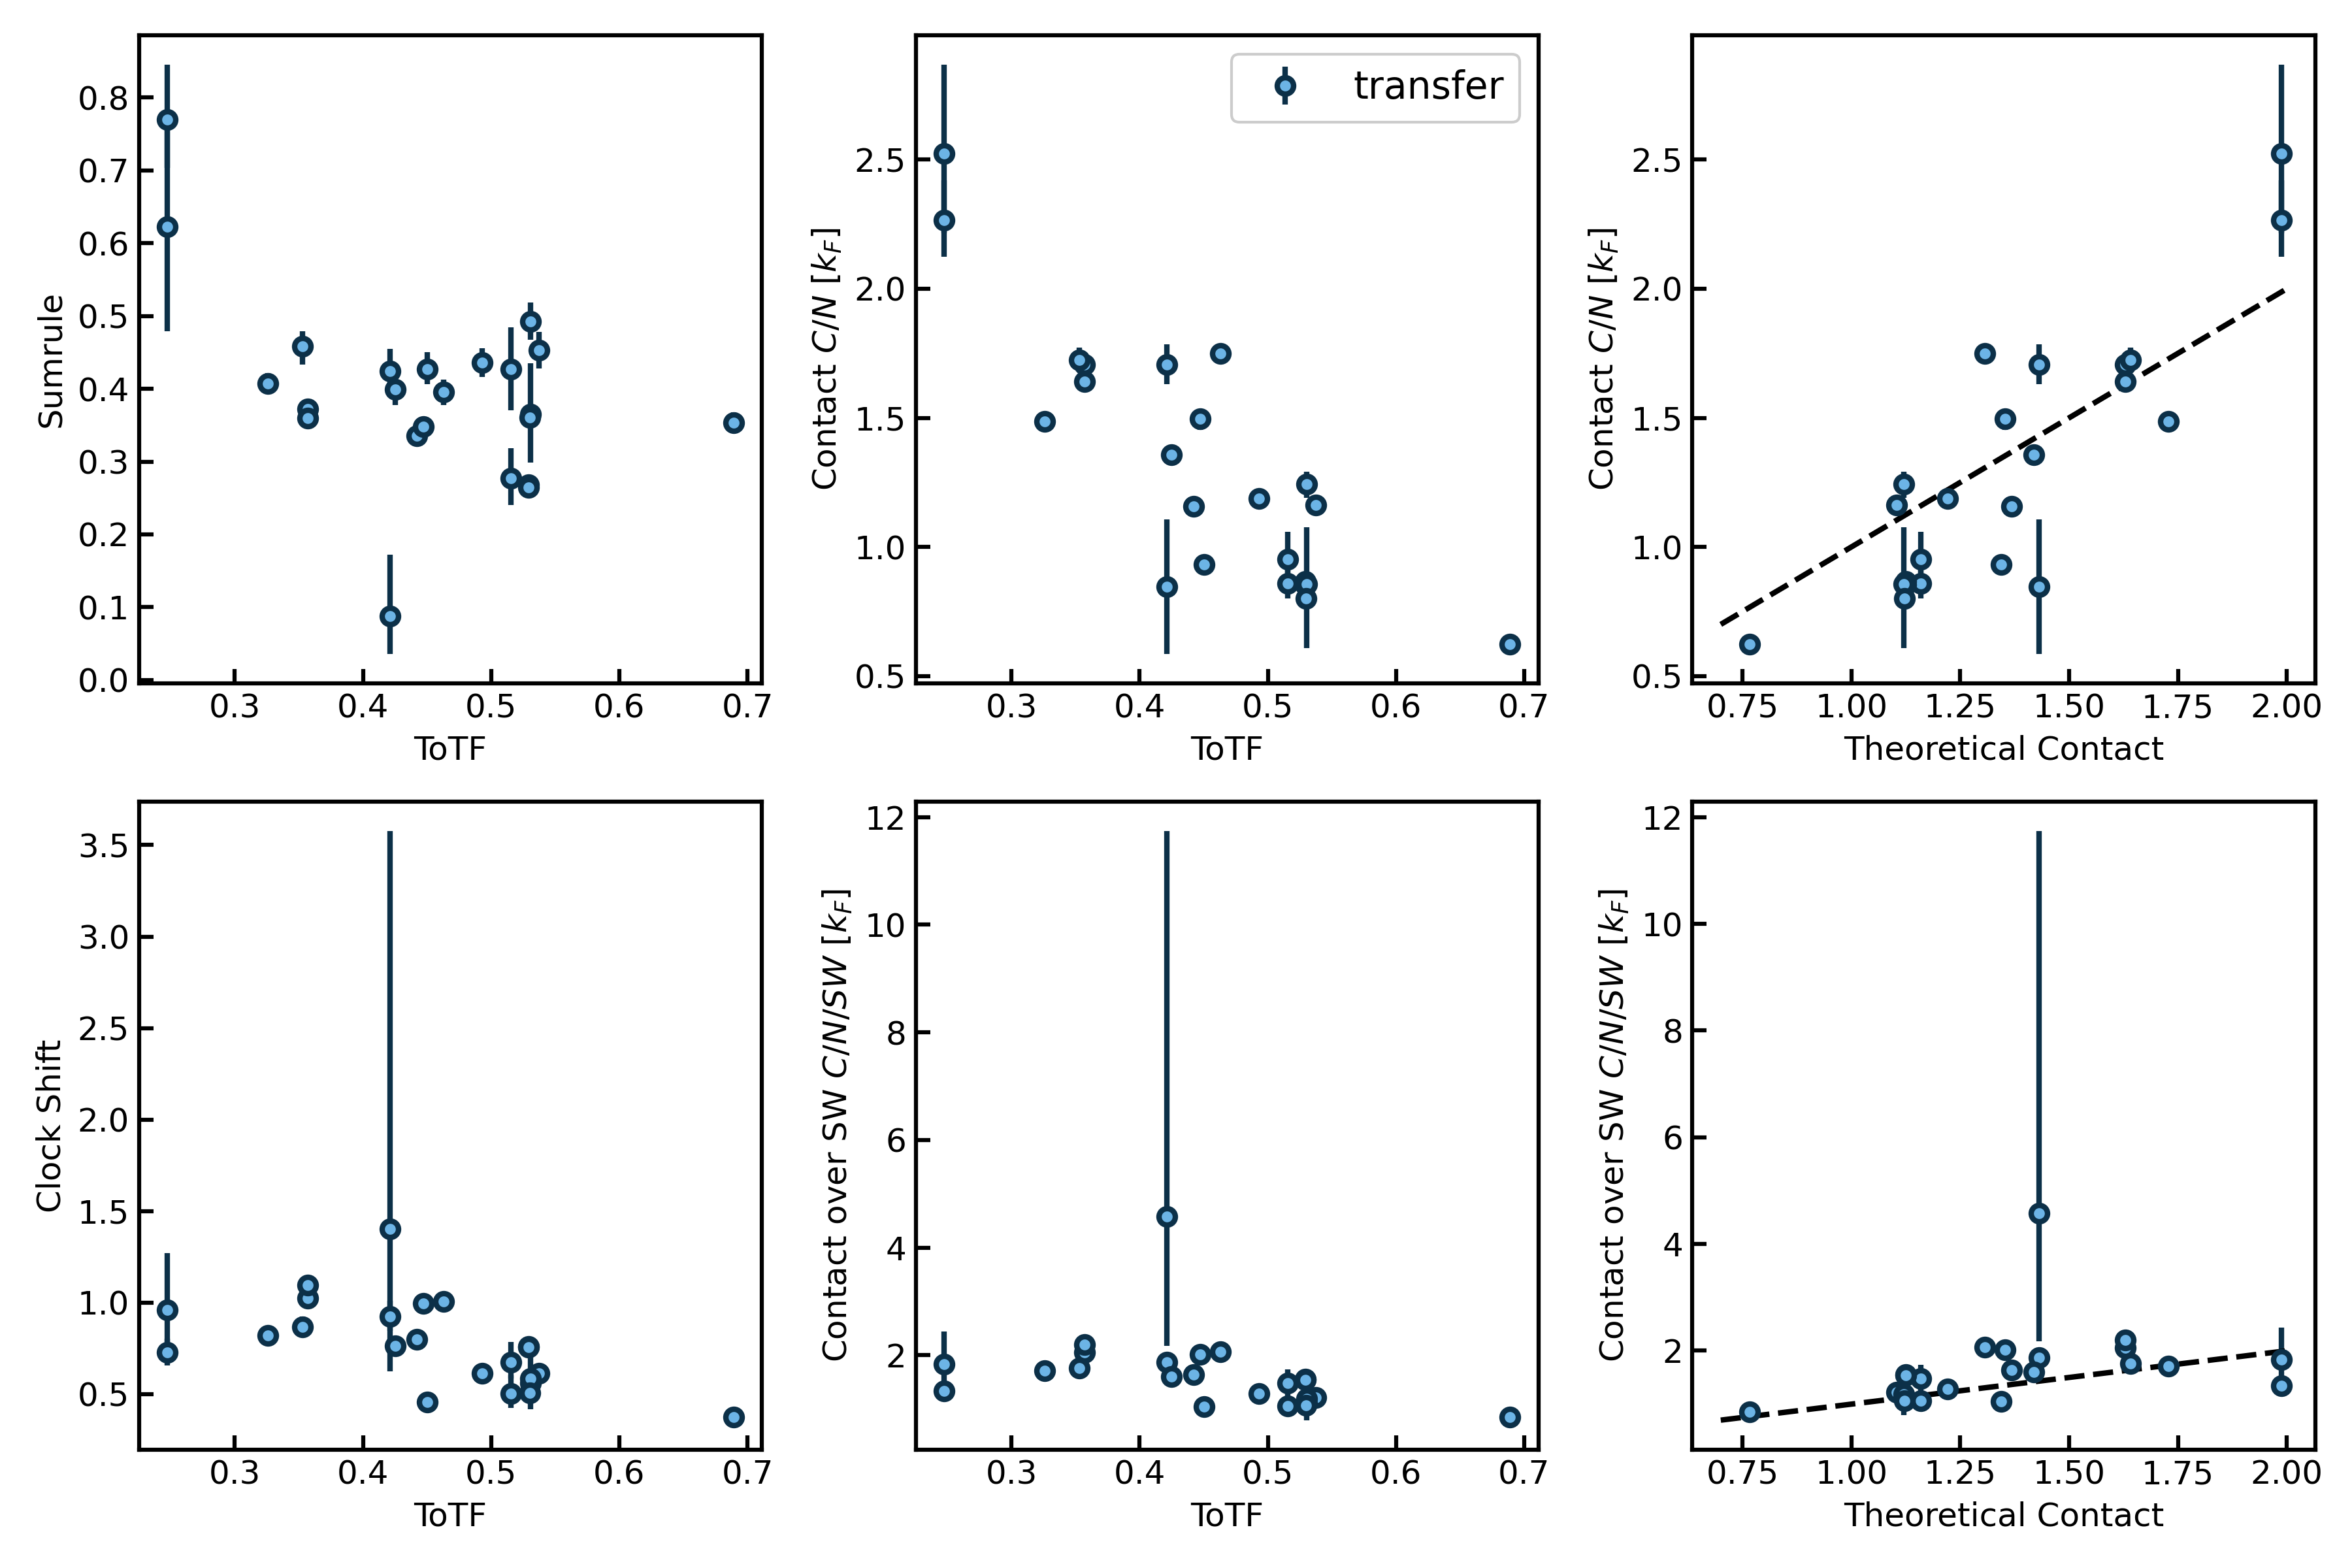 Sumrule
0.8
0.7
0.6
0.5
0.4
0.3
0.2
0.1
0.0
0.3 0.4 0.5 0.6 0.7
ToTF
transfer
Contact C/N [k_F]
2.5
2.0
1.5
1.0
0.5
0.3 0.4 0.5 0.6 0.7
ToTF
Contact C/N [k_F]
2.5
2.0
1.5
1.0
0.5
0.75 1.00 1.25 1.50 1.75 2.00
Theoretical Contact
Clock Shift
3.5
3.0
2.5
2.0
1.5
1.0
0.5
0.3 0.4 0.5 0.6 0.7
ToTF
Contact over SW C/N/SW [k_F]
12
10
8
6
4
2
0.3 0.4 0.5 0.6 0.7
ToTF
Contact over SW C/N/SW [k_F]
12
10
8
6
4
2
0.75 1.00 1.25 1.50 1.75 2.00
Theoretical Contact